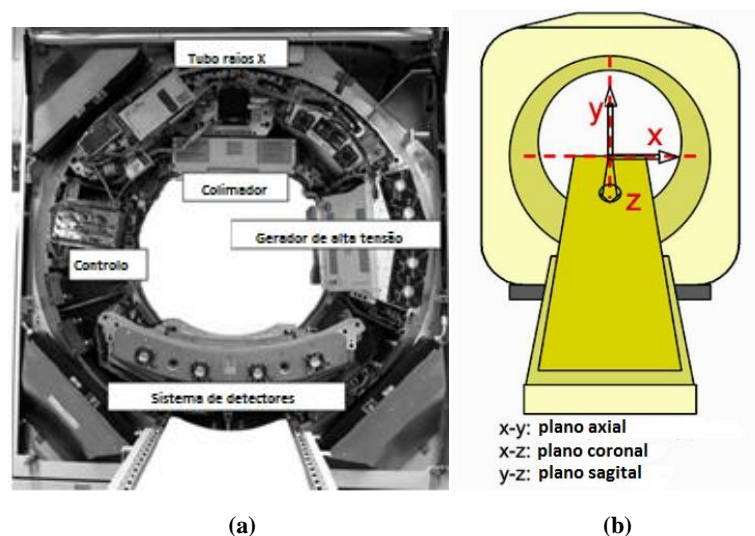 Tubo raios X
Colimador
Gerador de alta tensão
Controlo
Sistema de detectores
(a)
y
x
z
x-y: plano axial
x-z: plano coronal
y-z: plano sagital
(b)